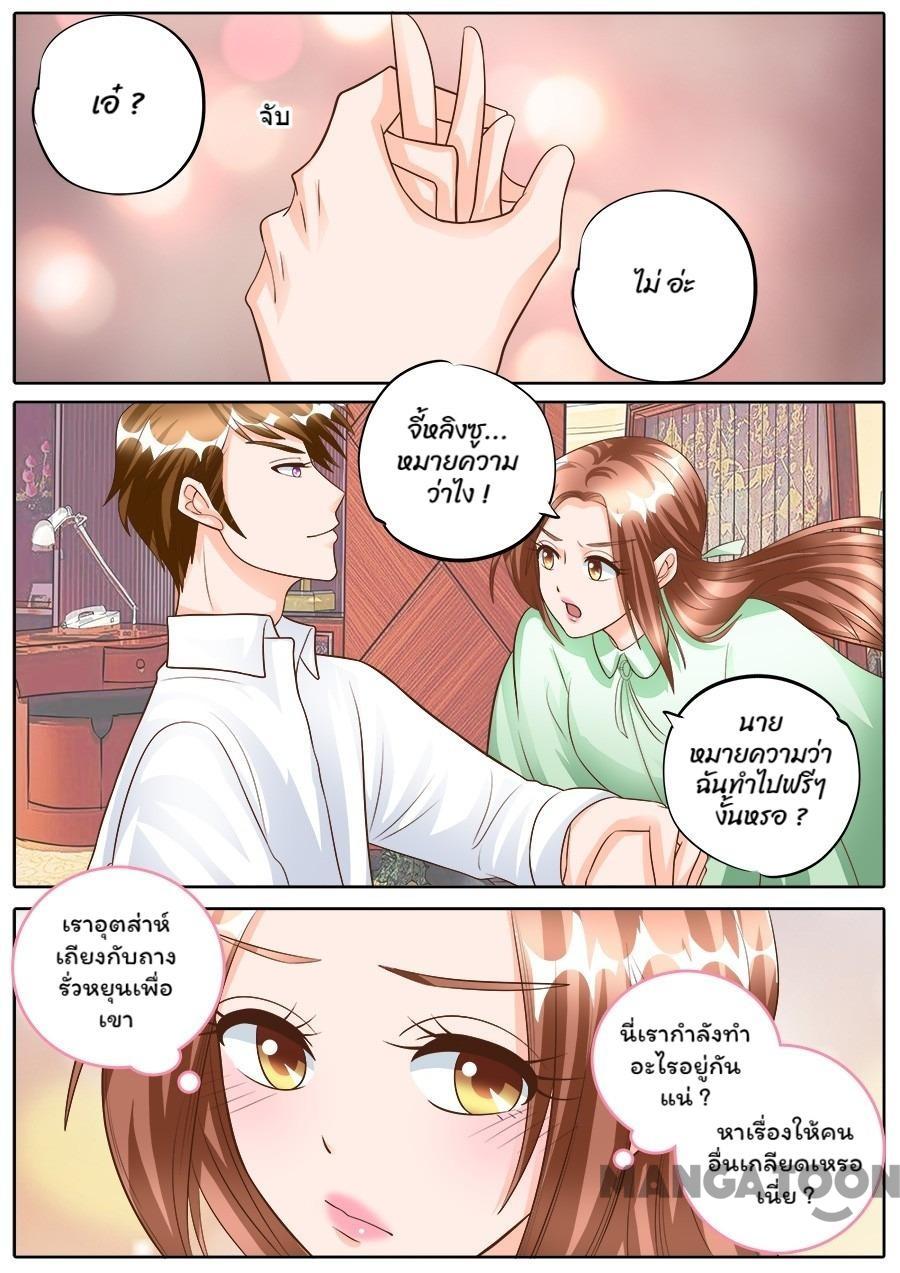 เอ๋ ?
จับ
ไม่ อ่ะ
จี้หลิงซู...
หมายความ
ว่าไง !
นาย
หมายความว่า
ฉันทำไปฟรีๆ
งั้นหรอ ?
เราอุตส่าห์
เถียงกับถาง
รั่วหยุนเพื่อ
เขา
นี่เรากำลังทำ
อะไรอยู่กัน
แน่ ?
หาเรื่องให้คน
อื่นเกลียดเหรอ
เนี่ย ?
MANGATOON